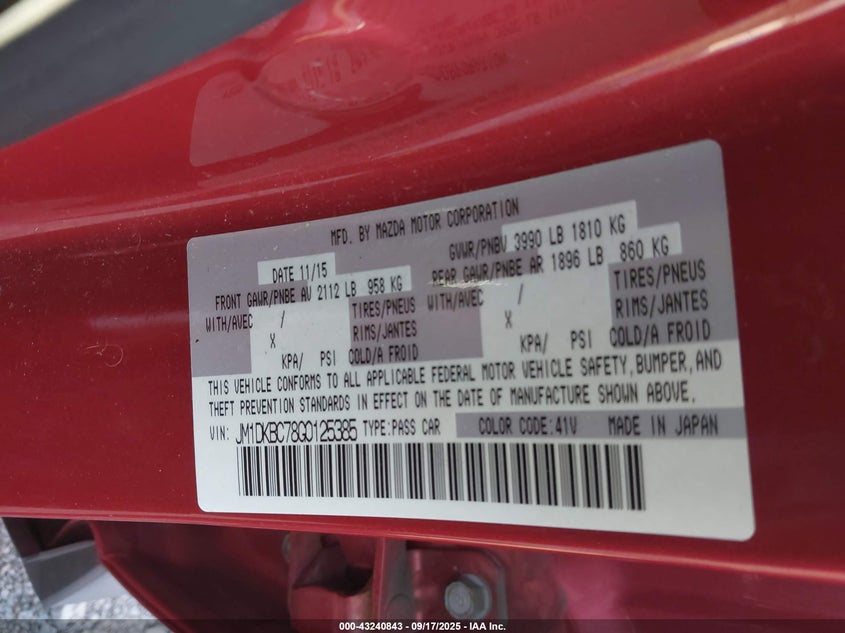 MFD. BY MAZDA MOTOR CORPORATION
DATE 11/15 GVWR/PNBV 3990 LB 1810 KG
FRONT GAWR/PNBE AV 2112 LB 958 KG REAR GAWR/PNBE AR 1896 LB 860 KG
WITH/AVEC / TIRES/PNEUS WITH/AVEC / TIRES/PNEUS
X RIMS/JANTES X RIMS/JANTES
KPA/ PSI COLD/A FROID KPA/ PSI COLD/A FROID
THIS VEHICLE CONFORMS TO ALL APPLICABLE FEDERAL MOTOR VEHICLE SAFETY, BUMPER, AND
THEFT PREVENTION STANDARDS IN EFFECT ON THE DATE OF MANUFACTURE SHOWN ABOVE.
VIN: JM1DKBC78G0125385 TYPE:PASS CAR COLOR CODE:41V MADE IN JAPAN
000-43240843 - 09/17/2025 - IAA Inc.